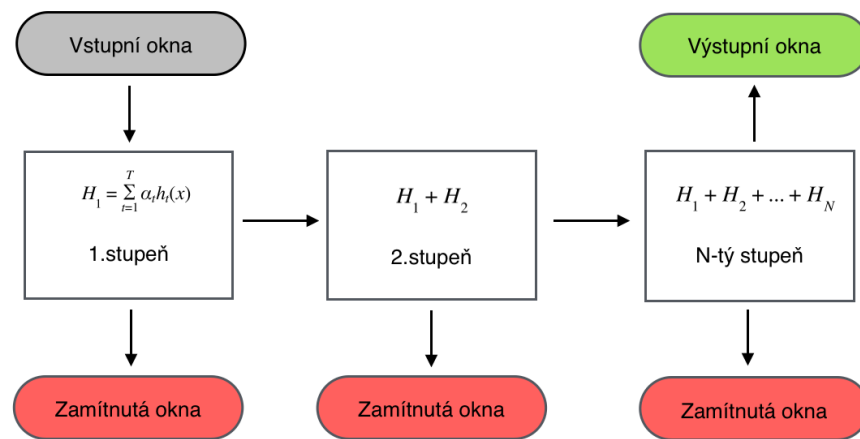 Vstupní okna
Výstupní okna
H_1 = \sum_{t=1}^{T} α_t h_t(x)
1.stupeň
H_1 + H_2
2.stupeň
H_1 + H_2 + ... + H_N
N-tý stupeň
Zamítnutá okna
Zamítnutá okna
Zamítnutá okna